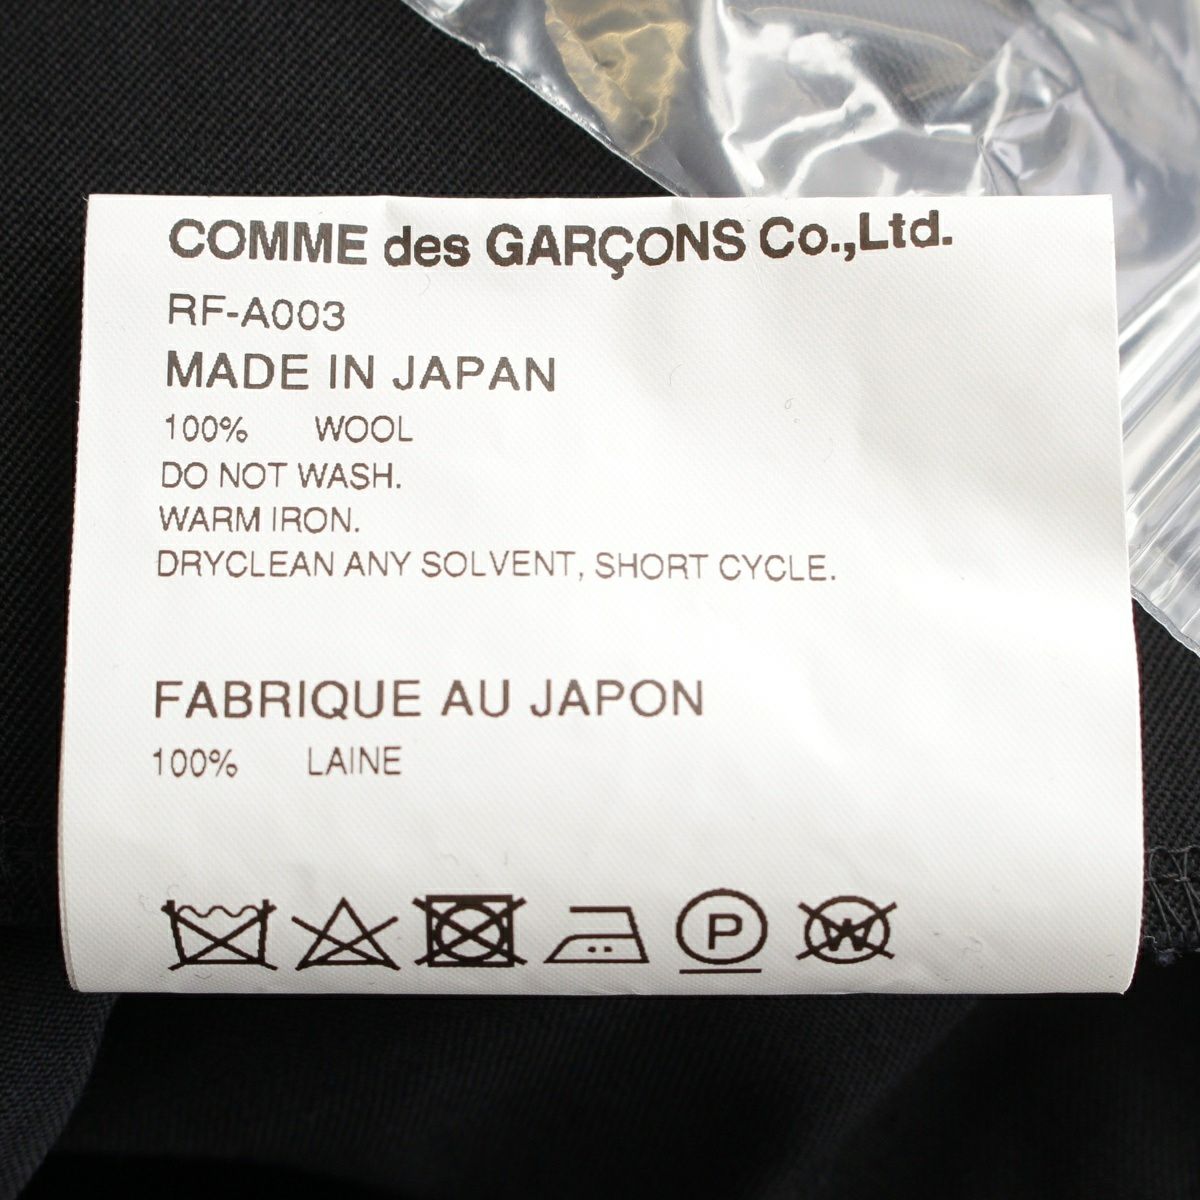 COMME des GARÇONS Co.,Ltd.
RF-A003
MADE IN JAPAN
100% WOOL
DO NOT WASH.
WARM IRON.
DRYCLEAN ANY SOLVENT, SHORT CYCLE.
FABRIQUE AU JAPON
100% LAINE
P W